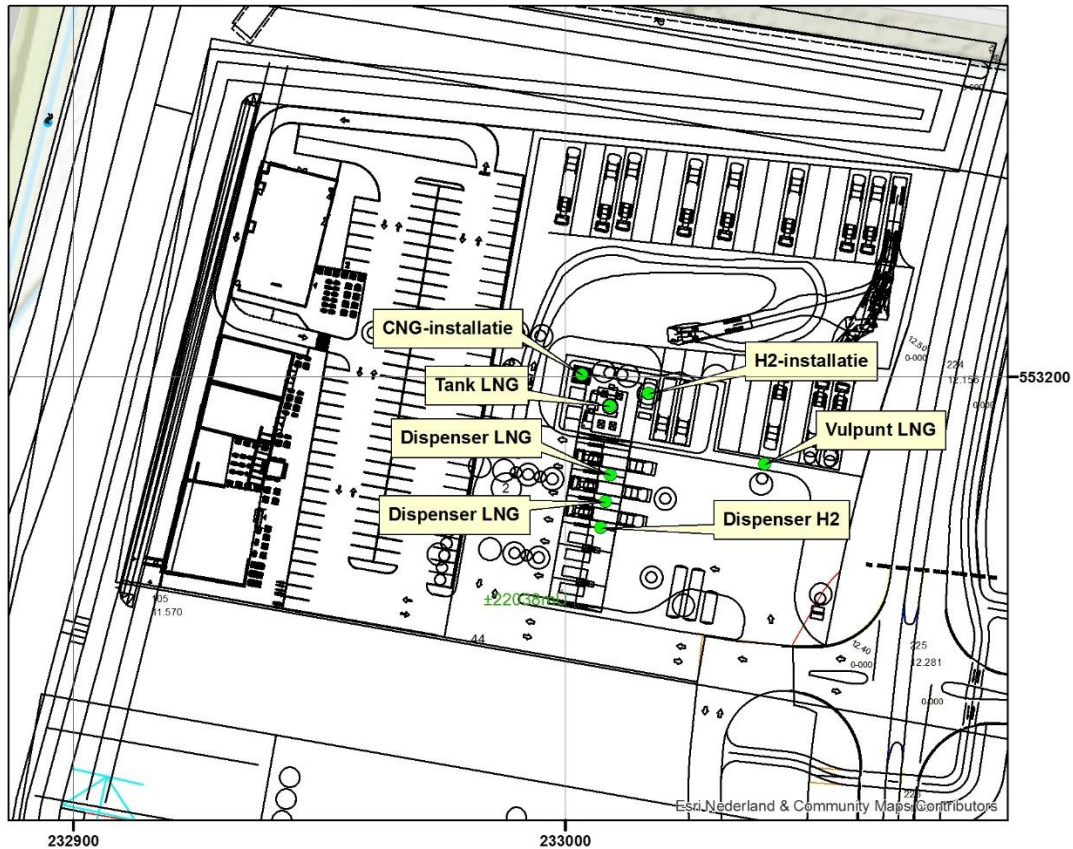 CNG-installatie
H2-installatie
Tank LNG
Dispenser LNG
Vulpunt LNG
Dispenser LNG
Dispenser H2
553200
12.50
0-000
224
12.156
2
105
11.570
44
12.40
0-000
225
12.281
Esri Nederland & Community Maps Contributors
232900
233000